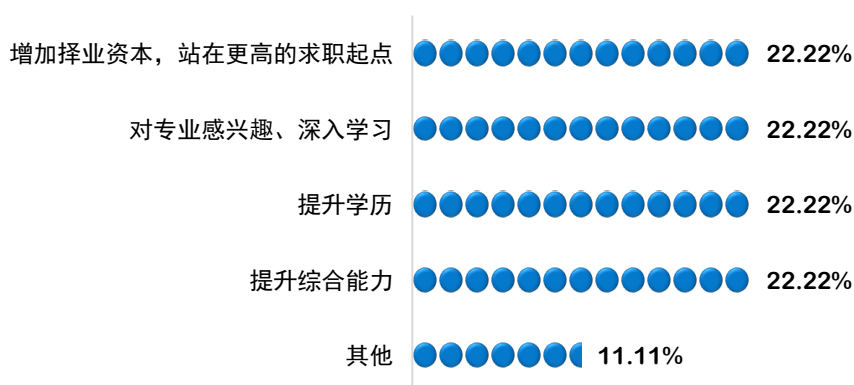 增加择业资本，站在更高的求职起点 22.22%
对专业感兴趣、深入学习 22.22%
提升学历 22.22%
提升综合能力 22.22%
其他 11.11%